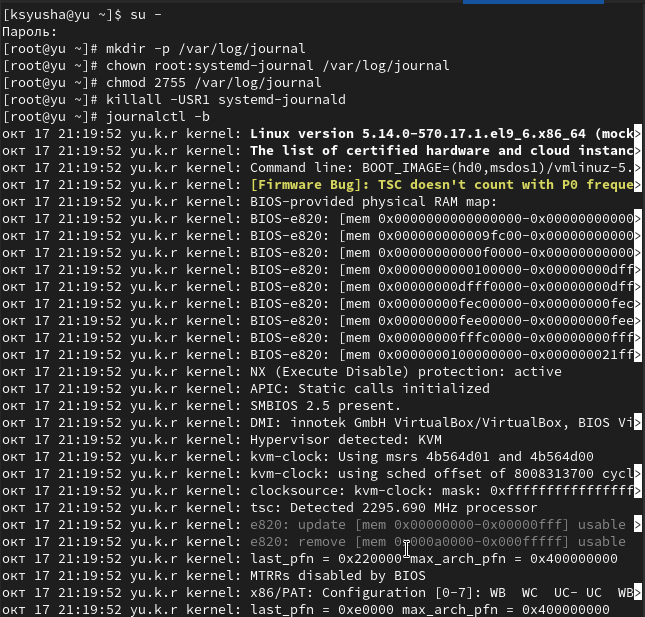 [ksyusha@yu ~]$ su -
Пароль:
[root@yu ~]# mkdir -p /var/log/journal
[root@yu ~]# chown root:systemd-journal /var/log/journal
[root@yu ~]# chmod 2755 /var/log/journal
[root@yu ~]# killall -USR1 systemd-journald
[root@yu ~]# journalctl -b
окт 17 21:19:52 yu.k.r kernel: Linux version 5.14.0-570.17.1.el9_6.x86_64 (mock>
окт 17 21:19:52 yu.k.r kernel: The list of certified hardware and cloud instanc>
окт 17 21:19:52 yu.k.r kernel: Command line: BOOT_IMAGE=(hd0,msdos1)/vmlinuz-5.>
окт 17 21:19:52 yu.k.r kernel: [Firmware Bug]: TSC doesn't count with P0 freque>
окт 17 21:19:52 yu.k.r kernel: BIOS-provided physical RAM map:
окт 17 21:19:52 yu.k.r kernel: BIOS-e820: [mem 0x0000000000000000-0x00000000000>
окт 17 21:19:52 yu.k.r kernel: BIOS-e820: [mem 0x000000000009fc00-0x00000000000>
окт 17 21:19:52 yu.k.r kernel: BIOS-e820: [mem 0x00000000000f0000-0x00000000000>
окт 17 21:19:52 yu.k.r kernel: BIOS-e820: [mem 0x0000000000100000-0x00000000dff>
окт 17 21:19:52 yu.k.r kernel: BIOS-e820: [mem 0x00000000dfff0000-0x00000000dff>
окт 17 21:19:52 yu.k.r kernel: BIOS-e820: [mem 0x00000000fec00000-0x00000000fec>
окт 17 21:19:52 yu.k.r kernel: BIOS-e820: [mem 0x00000000fee00000-0x00000000fee>
окт 17 21:19:52 yu.k.r kernel: BIOS-e820: [mem 0x00000000fffc0000-0x00000000fff>
окт 17 21:19:52 yu.k.r kernel: BIOS-e820: [mem 0x0000000100000000-0x000000021ff>
окт 17 21:19:52 yu.k.r kernel: NX (Execute Disable) protection: active
окт 17 21:19:52 yu.k.r kernel: APIC: Static calls initialized
окт 17 21:19:52 yu.k.r kernel: SMBIOS 2.5 present.
окт 17 21:19:52 yu.k.r kernel: DMI: innotek GmbH VirtualBox/VirtualBox, BIOS Vi>
окт 17 21:19:52 yu.k.r kernel: Hypervisor detected: KVM
окт 17 21:19:52 yu.k.r kernel: kvm-clock: Using msrs 4b564d01 and 4b564d00
окт 17 21:19:52 yu.k.r kernel: kvm-clock: using sched offset of 8008313700 cycl>
окт 17 21:19:52 yu.k.r kernel: clocksource: kvm-clock: mask: 0xffffffffffffffff>
окт 17 21:19:52 yu.k.r kernel: tsc: Detected 2295.690 MHz processor
окт 17 21:19:52 yu.k.r kernel: e820: update [mem 0x00000000-0x00000fff] usable >
окт 17 21:19:52 yu.k.r kernel: e820: remove [mem 0x000a0000-0x000fffff] usable
окт 17 21:19:52 yu.k.r kernel: last_pfn = 0x220000 max_arch_pfn = 0x400000000
окт 17 21:19:52 yu.k.r kernel: MTRRs disabled by BIOS
окт 17 21:19:52 yu.k.r kernel: x86/PAT: Configuration [0-7]: WB  WC  UC- UC  WB>
окт 17 21:19:52 yu.k.r kernel: last_pfn = 0xe0000 max_arch_pfn = 0x400000000